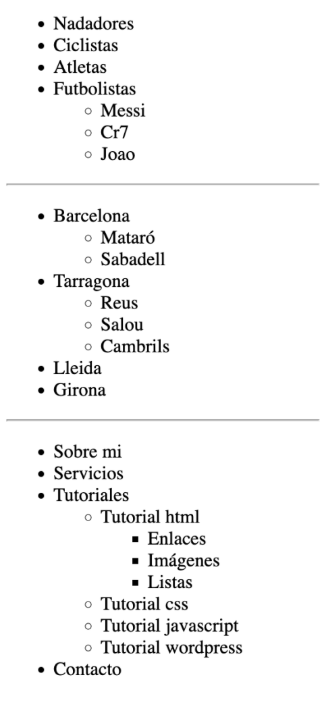 Nadadores
Ciclistas
Atletas
Futbolistas
Messi
Cr7
Joao
Barcelona
Mataró
Sabadell
Tarragona
Reus
Salou
Cambrils
Lleida
Girona
Sobre mi
Servicios
Tutoriales
Tutorial html
Enlaces
Imágenes
Listas
Tutorial css
Tutorial javascript
Tutorial wordpress
Contacto